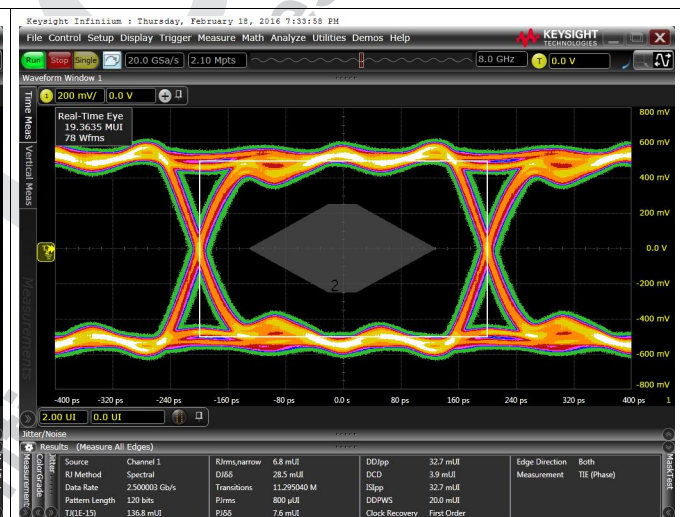 Keysight Infiniium : Thursday, February 18, 2016 7:33:58 PM
File Control Setup Display Trigger Measure Math Analyze Utilities Demos Help
KEYSIGHT
TECHNOLOGIES
Run Stop Single 20.0 GSa/s 2.10 Mpts 8.0 GHz T 0.0 V
Waveform Window 1
1 200 mV/ 0.0 V
Time Meas
Vertical Meas
Measurements
Real-Time Eye
19.3635 MUI
78 Wfms
800 mV
600 mV
400 mV
200 mV
0.0 V
-200 mV
-400 mV
-600 mV
-800 mV
2
-400 ps -320 ps -240 ps -160 ps -80 ps 0.0 s 80 ps 160 ps 240 ps 320 ps 400 ps 1
2.00 UI 0.0 UI
Jitter/Noise
Results (Measure All Edges)
Measurement
ColorGrade
Jitter
MaskTest
Source Channel 1 RJrms,narrow 6.8 mUI DDJpp 32.7 mUI Edge Direction Both
RJ Method Spectral DJδδ 28.5 mUI DCD 3.9 mUI Measurement TIE (Phase)
Data Rate 2.500003 Gb/s Transitions 11.295040 M ISIpp 32.7 mUI
Pattern Length 120 bits PJrms 800 µUI DDPWS 20.0 mUI
TJ(1E-15) 136.8 mUI PJδδ 7.6 mUI Clock Recovery First Order